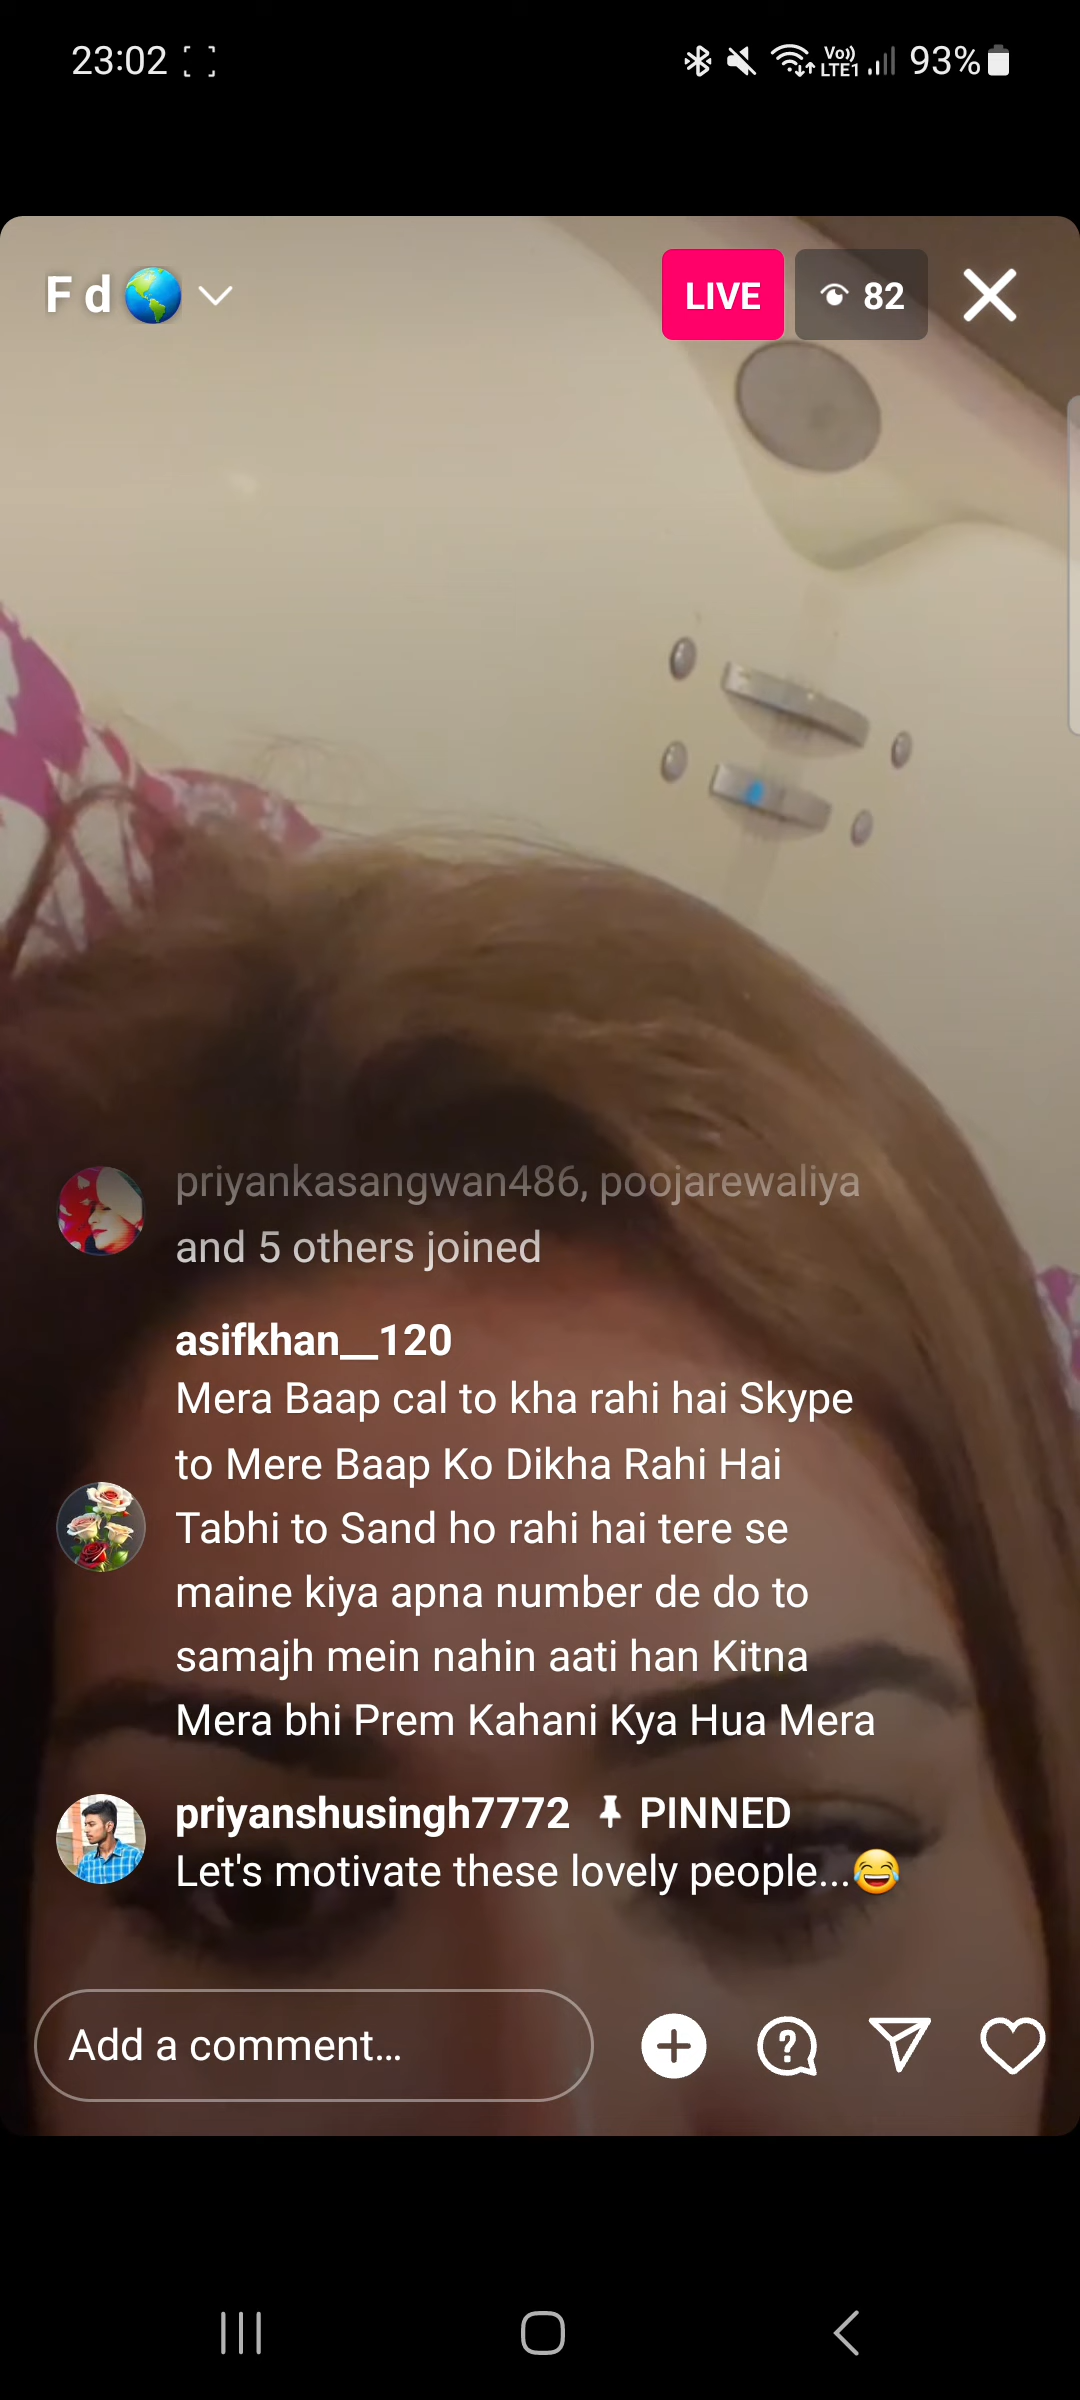 23:02
Vo))
LTE1
93%
F d 🌎
LIVE
82
priyankasangwan486, poojarewaliya
and 5 others joined
asifkhan__120
Mera Baap cal to kha rahi hai Skype
to Mere Baap Ko Dikha Rahi Hai
Tabhi to Sand ho rahi hai tere se
maine kiya apna number de do to
samajh mein nahin aati han Kitna
Mera bhi Prem Kahani Kya Hua Mera
priyanshusingh7772 PINNED
Let's motivate these lovely people...😂
Add a comment...